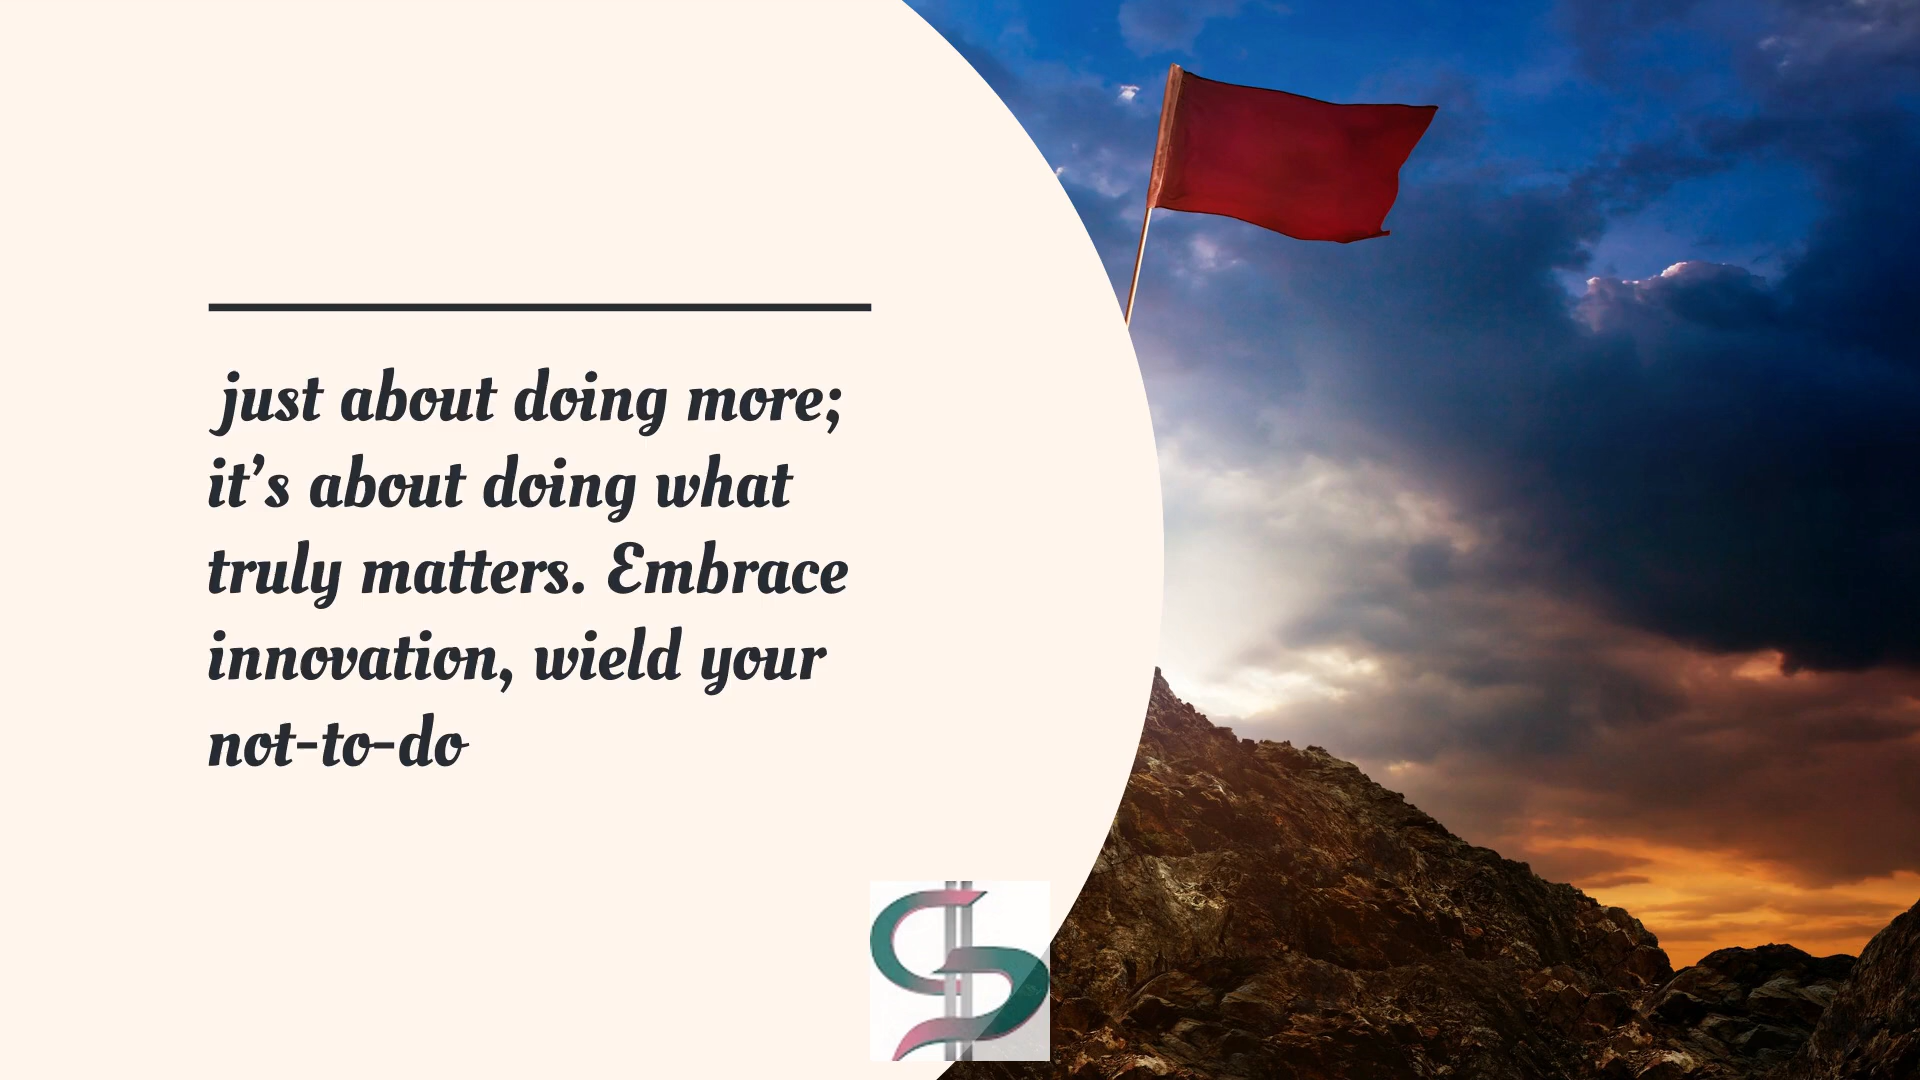 just about doing more;
it’s about doing what
truly matters. Embrace
innovation, wield your
not-to-do